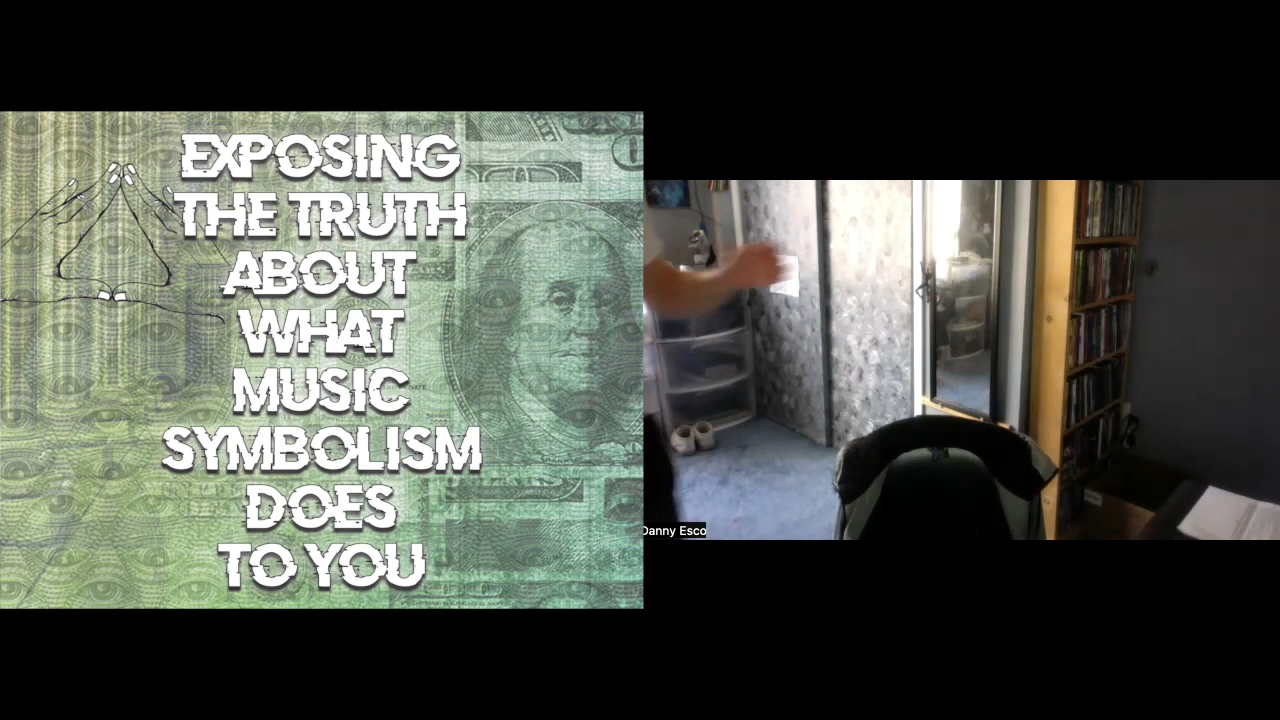 EXPOSING
THE TRUTH
ABOUT
WHAT
MUSIC
SYMBOLISM
DOES
TO YOU
Danny Esco